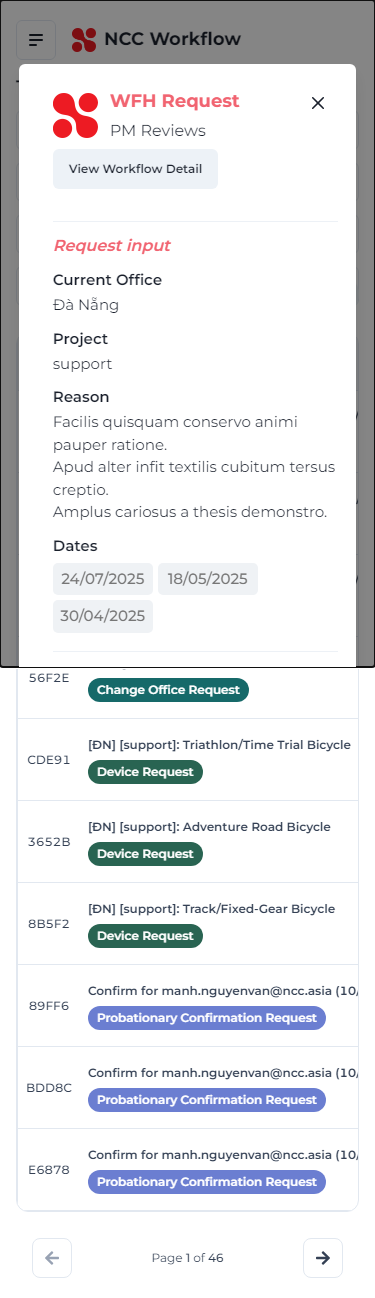 NCC Workflow
WFH Request
PM Reviews
View Workflow Detail
Request input
Current Office
Đà Nẵng
Project
support
Reason
Facilis quisquam conservo animi
pauper ratione.
Apud alter infit textilis cubitum tersus
creptio.
Amplus cariosus a thesis demonstro.
Dates
24/07/2025 18/05/2025
30/04/2025
56F2E
Change Office Request
CDE91
[ĐN] [support]: Triathlon/Time Trial Bicycle
Device Request
3652B
[ĐN] [support]: Adventure Road Bicycle
Device Request
8B5F2
[ĐN] [support]: Track/Fixed-Gear Bicycle
Device Request
89FF6
Confirm for manh.nguyenvan@ncc.asia (10/
Probationary Confirmation Request
BDD8C
Confirm for manh.nguyenvan@ncc.asia (10/
Probationary Confirmation Request
E6878
Confirm for manh.nguyenvan@ncc.asia (10/
Probationary Confirmation Request
Page 1 of 46